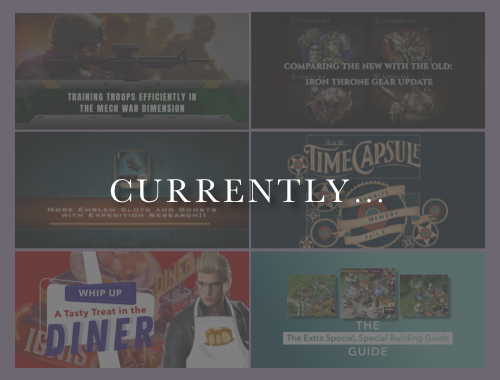 TRAINING TROOPS EFFICIENTLY IN
THE MECH WAR DIMENSION
COMPARING THE NEW WITH THE OLD:
IRON THRONE GEAR UPDATE
CURRENTLY...
MORE EMBLEM SLOTS AND BOOSTS
WITH EXPEDITION RESEARCH!!
OUR
TIME CAPSULE
MEMORY
WHIP UP
A Tasty Treat in the
DINER
THE
The Extra Special, Special Building Guide
GUIDE